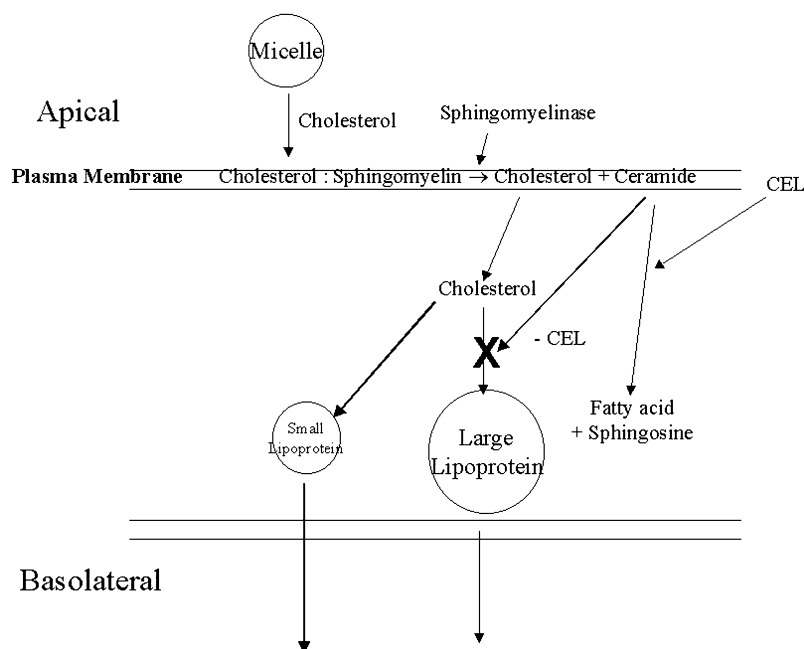 Micelle
Apical
Cholesterol
Sphingomyelinase
Plasma Membrane Cholesterol : Sphingomyelin → Cholesterol + Ceramide
CEL
Cholesterol
X
- CEL
Fatty acid
+ Sphingosine
Small
Lipoprotein
Large
Lipoprotein
Basolateral